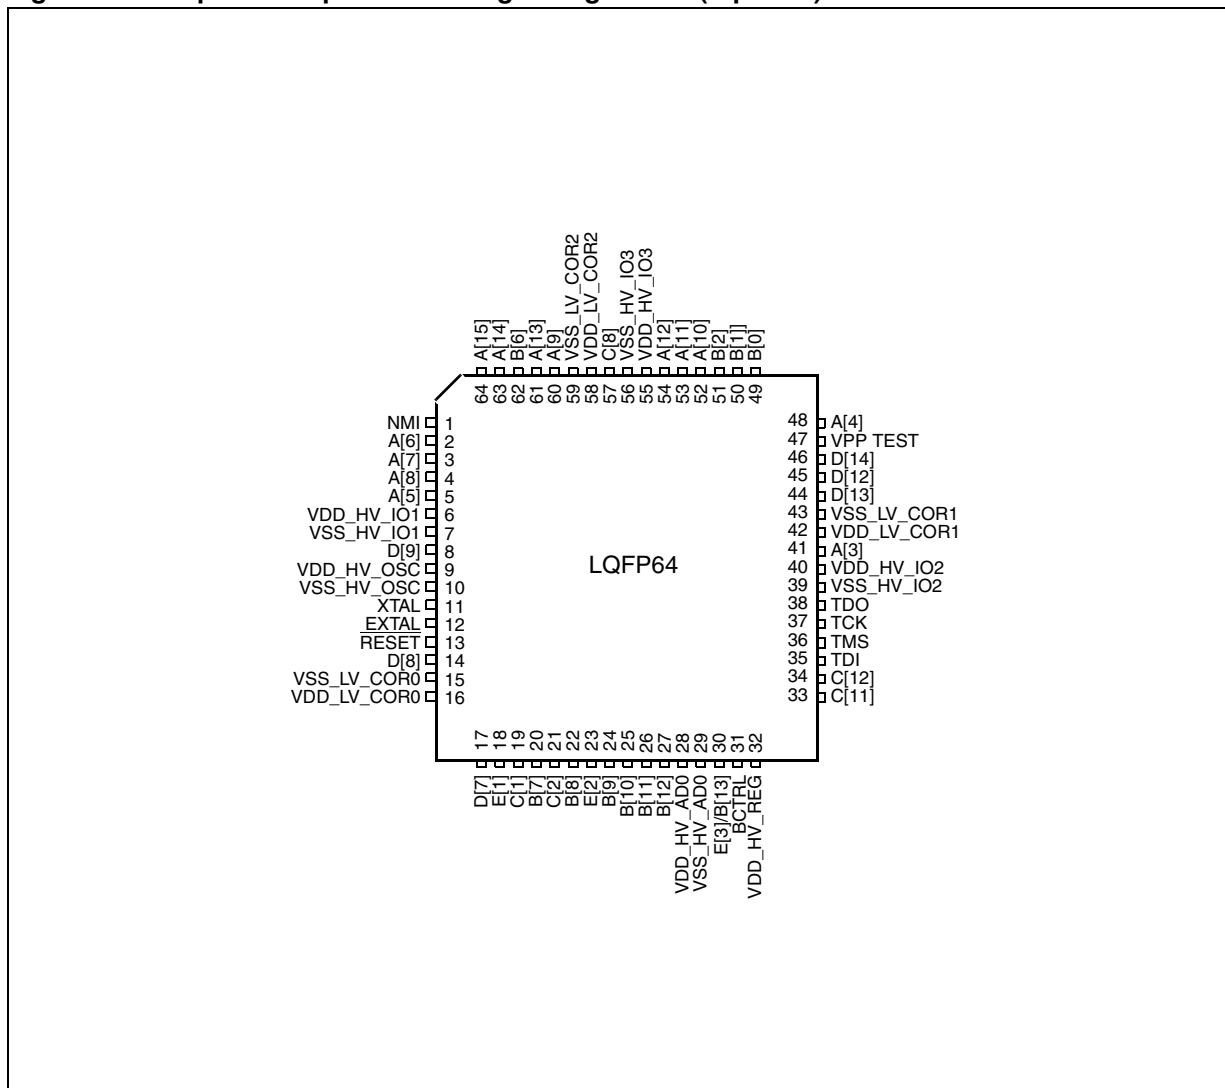 A[15]
A[14]
B[6]
A[13]
A[9]
VSS_LV_COR2
VDD_LV_COR2
C[8]
VSS_HV_IO3
VDD_HV_IO3
A[12]
A[11]
A[10]
B[2]
B[1]]
B[0]
64
63
62
61
60
59
58
57
56
55
54
53
52
51
50
49
NMI 1
A[6] 2
A[7] 3
A[8] 4
A[5] 5
VDD_HV_IO1 6
VSS_HV_IO1 7
D[9] 8
VDD_HV_OSC 9
VSS_HV_OSC 10
XTAL 11
EXTAL 12
RESET 13
D[8] 14
VSS_LV_COR0 15
VDD_LV_COR0 16
LQFP64
48 A[4]
47 VPP TEST
46 D[14]
45 D[12]
44 D[13]
43 VSS_LV_COR1
42 VDD_LV_COR1
41 A[3]
40 VDD_HV_IO2
39 VSS_HV_IO2
38 TDO
37 TCK
36 TMS
35 TDI
34 C[12]
33 C[11]
17
18
19
20
21
22
23
24
25
26
27
28
29
30
31
32
D[7]
E[1]
C[1]
B[7]
C[2]
B[8]
E[2]
B[9]
B[10]
B[11]
B[12]
VDD_HV_AD0
VSS_HV_AD0
E[3]/B[13]
BCTRL
VDD_HV_REG